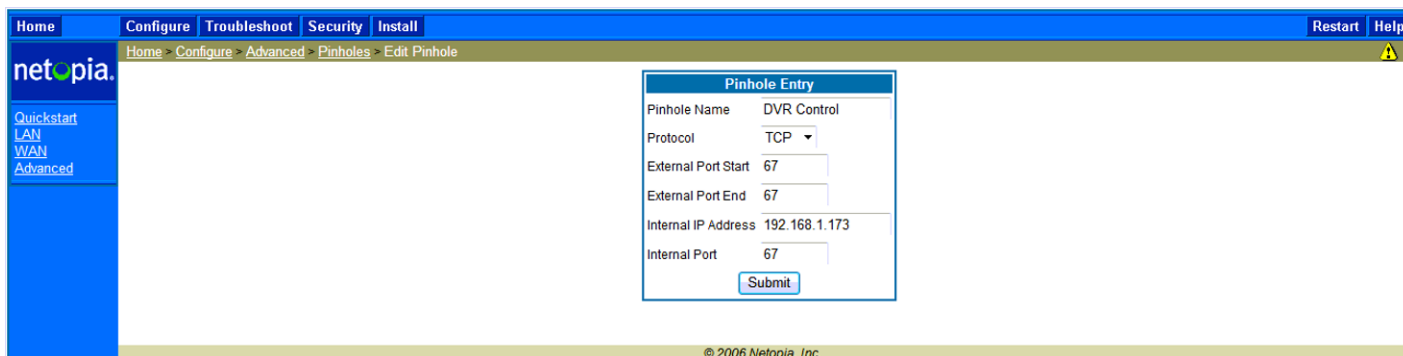 Home Configure Troubleshoot Security Install Restart Help
netopia.
Home > Configure > Advanced > Pinholes > Edit Pinhole
Quickstart
LAN
WAN
Advanced
Pinhole Entry
Pinhole Name DVR Control
Protocol TCP
External Port Start 67
External Port End 67
Internal IP Address 192.168.1.173
Internal Port 67
Submit
© 2006 Netopia, Inc.